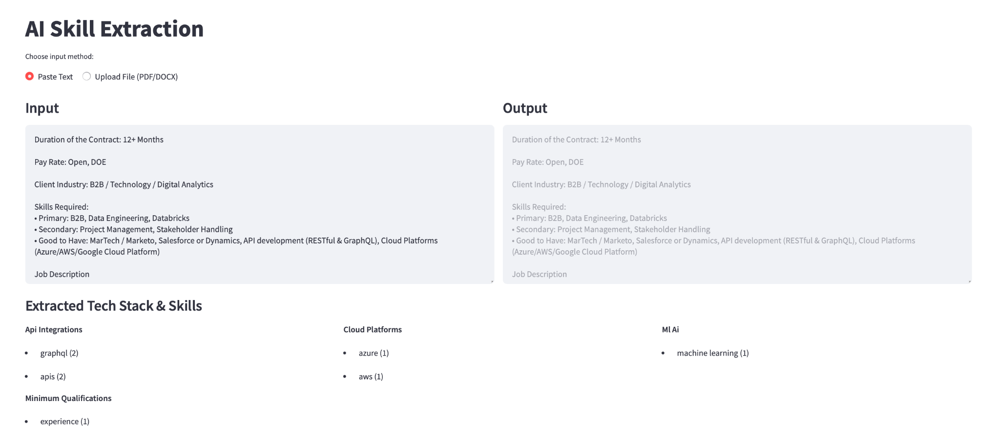 AI Skill Extraction
Choose input method:
Paste Text
Upload File (PDF/DOCX)
Input
Duration of the Contract: 12+ Months
Pay Rate: Open, DOE
Client Industry: B2B / Technology / Digital Analytics
Skills Required:
• Primary: B2B, Data Engineering, Databricks
• Secondary: Project Management, Stakeholder Handling
• Good to Have: MarTech / Marketo, Salesforce or Dynamics, API development (RESTful & GraphQL), Cloud Platforms
(Azure/AWS/Google Cloud Platform)
Job Description
Output
Duration of the Contract: 12+ Months
Pay Rate: Open, DOE
Client Industry: B2B / Technology / Digital Analytics
Skills Required:
• Primary: B2B, Data Engineering, Databricks
• Secondary: Project Management, Stakeholder Handling
• Good to Have: MarTech / Marketo, Salesforce or Dynamics, API development (RESTful & GraphQL), Cloud Platforms
(Azure/AWS/Google Cloud Platform)
Job Description
Extracted Tech Stack & Skills
Api Integrations
• graphql (2)
• apis (2)
Cloud Platforms
• azure (1)
• aws (1)
Ml Ai
• machine learning (1)
Minimum Qualifications
• experience (1)